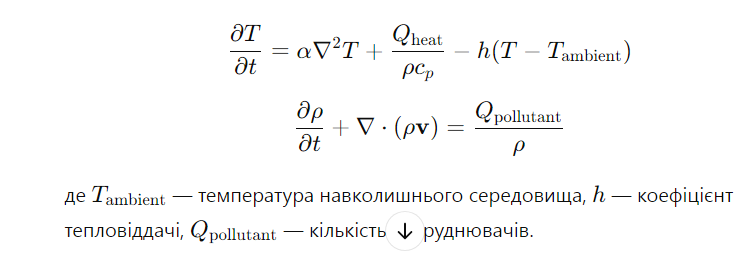 ∂T/∂t = α∇²T + Q_heat/ρc_p − h(T − T_ambient)
∂ρ/∂t + ∇ · (ρv) = Q_pollutant/ρ
де T_ambient — температура навколишнього середовища, h — коефіцієнт
тепловіддачі, Q_pollutant — кількість руднювачів.